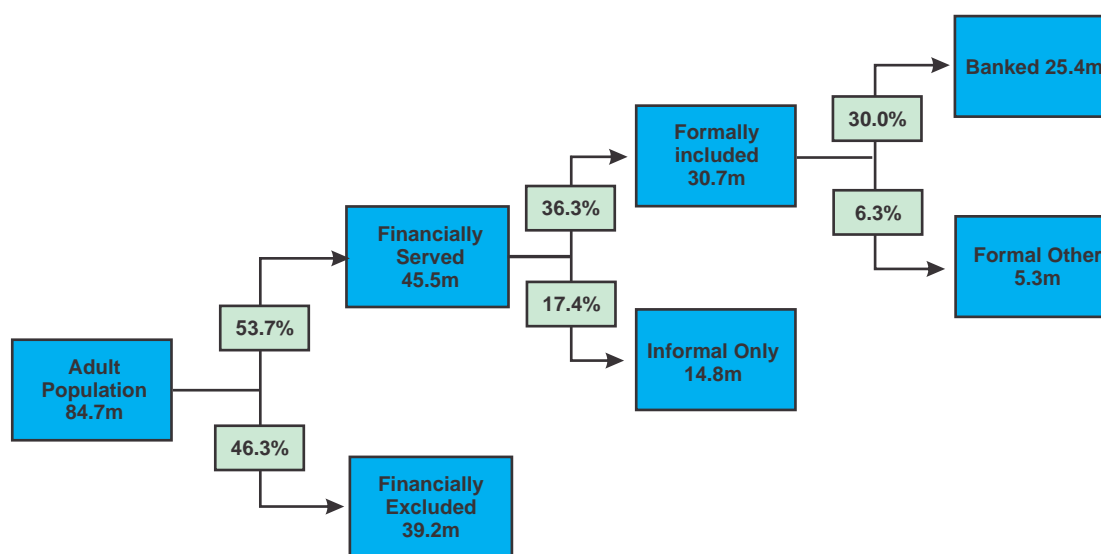 Adult
Population
84.7m
53.7%
46.3%
Financially
Served
45.5m
Financially
Excluded
39.2m
36.3%
17.4%
Formally
included
30.7m
Informal Only
14.8m
30.0%
6.3%
Banked 25.4m
Formal Other
5.3m